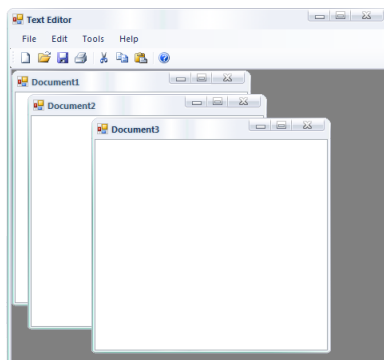 Text Editor
File Edit Tools Help
Document1
Document2
Document3